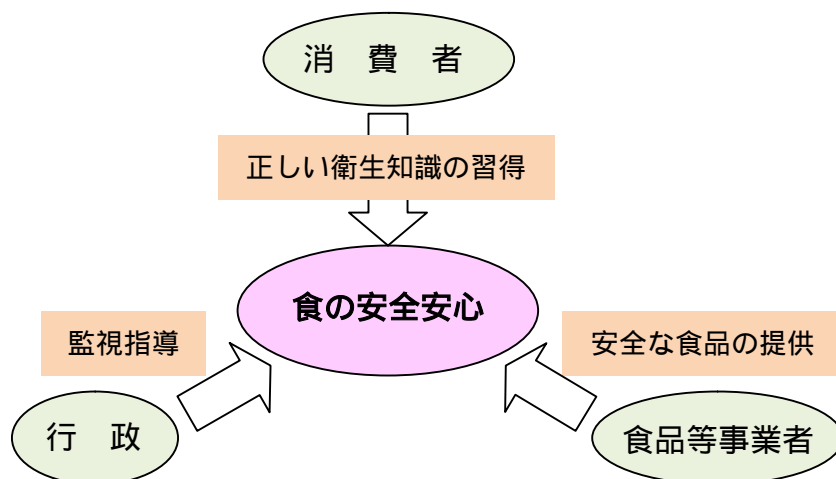 消　費　者
正しい衛生知識の習得
食の安全安心
監視指導
安全な食品の提供
行　政
食品等事業者